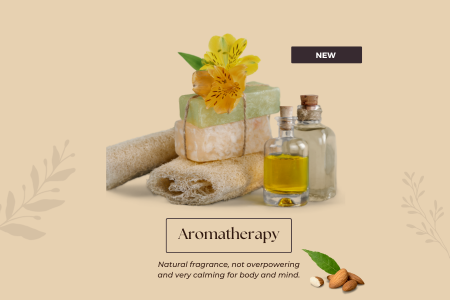 NEW
Aromatherapy
Natural fragrance, not overpowering
and very calming for body and mind.